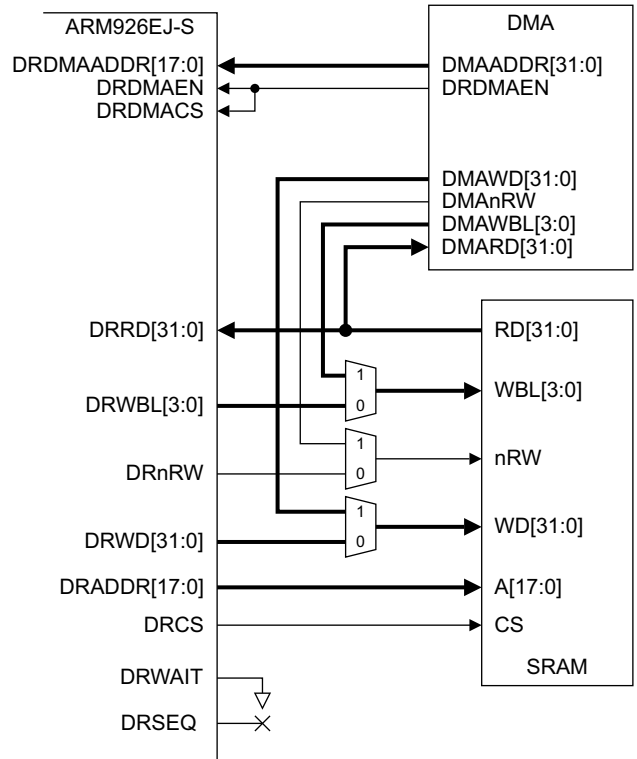 ARM926EJ-S
DMA
DRDMAADDR[17:0]
DMAADDR[31:0]
DRDMAEN
DRDMAEN
DRDMACS
DMAWD[31:0]
DMAnRW
DMAWBL[3:0]
DMARD[31:0]
DRRD[31:0]
RD[31:0]
1
WBL[3:0]
DRWBL[3:0]
0
1
nRW
DRnRW
0
1
WD[31:0]
DRWD[31:0]
0
DRADDR[17:0]
A[17:0]
DRCS
CS
SRAM
DRWAIT
DRSEQ